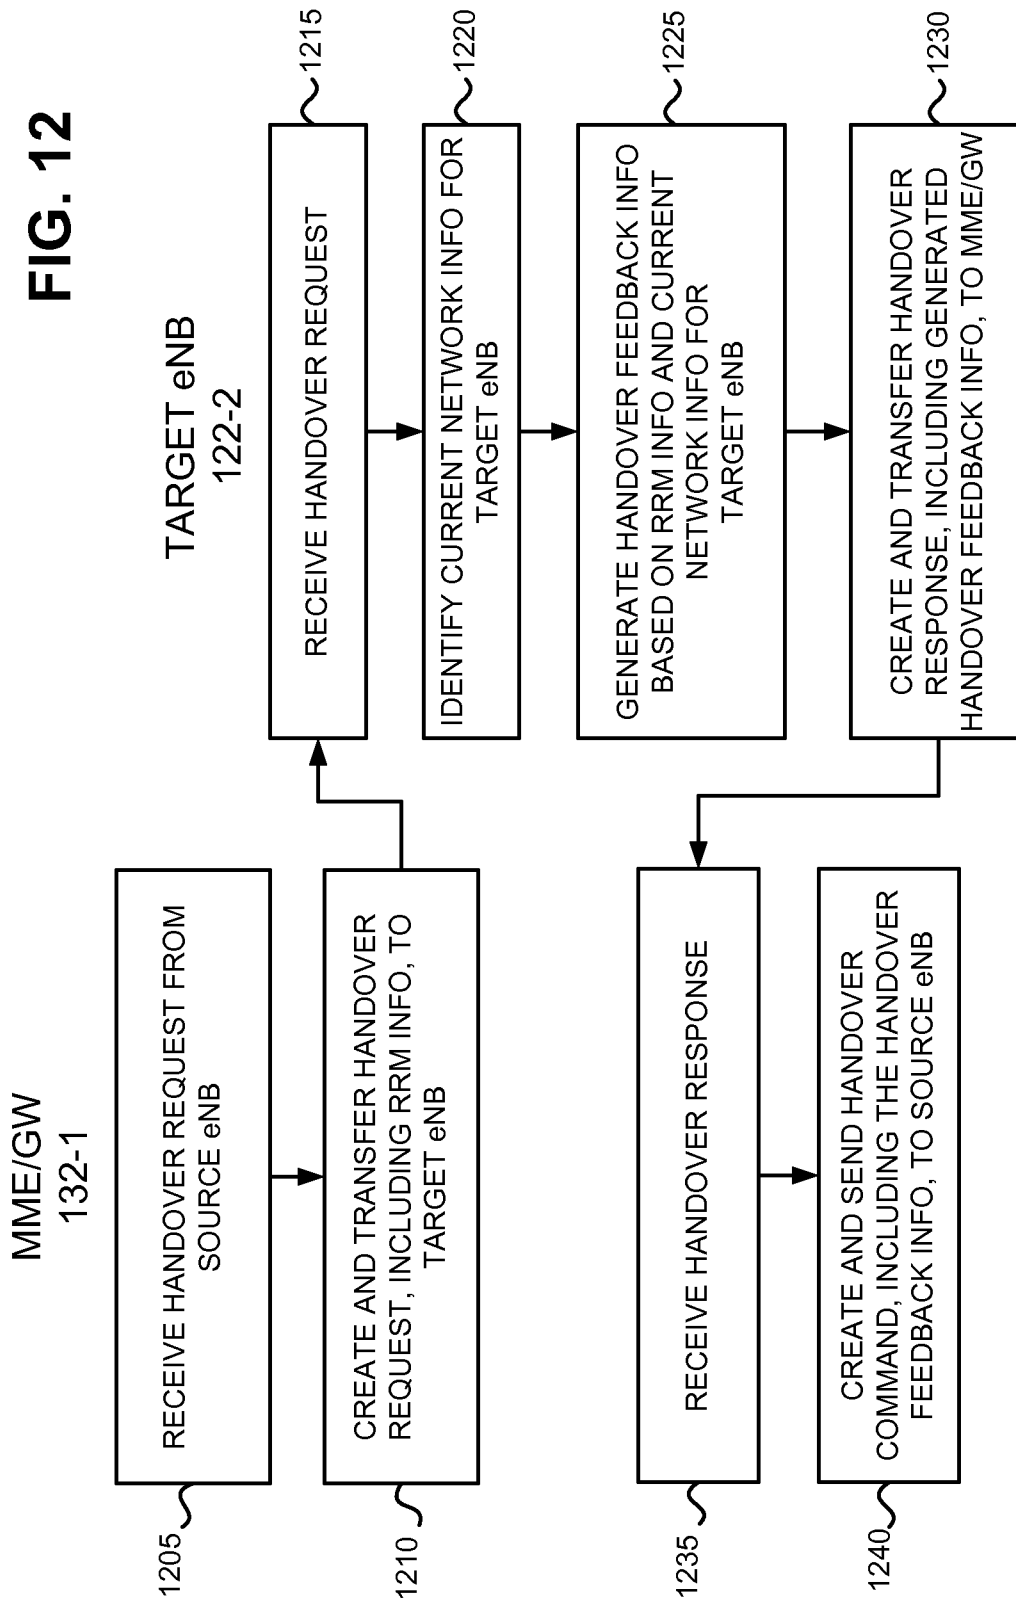 FIG. 12
MME/GW
132-1
TARGET eNB
122-2
1205
RECEIVE HANDOVER REQUEST FROM
SOURCE eNB
1210
CREATE AND TRANSFER HANDOVER
REQUEST, INCLUDING RRM INFO, TO
TARGET eNB
1215
RECEIVE HANDOVER REQUEST
1220
IDENTIFY CURRENT NETWORK INFO FOR
TARGET eNB
1225
GENERATE HANDOVER FEEDBACK INFO
BASED ON RRM INFO AND CURRENT
NETWORK INFO FOR
TARGET eNB
1230
CREATE AND TRANSFER HANDOVER
RESPONSE, INCLUDING GENERATED
HANDOVER FEEDBACK INFO, TO MME/GW
1235
RECEIVE HANDOVER RESPONSE
1240
CREATE AND SEND HANDOVER
COMMAND, INCLUDING THE HANDOVER
FEEDBACK INFO, TO SOURCE eNB